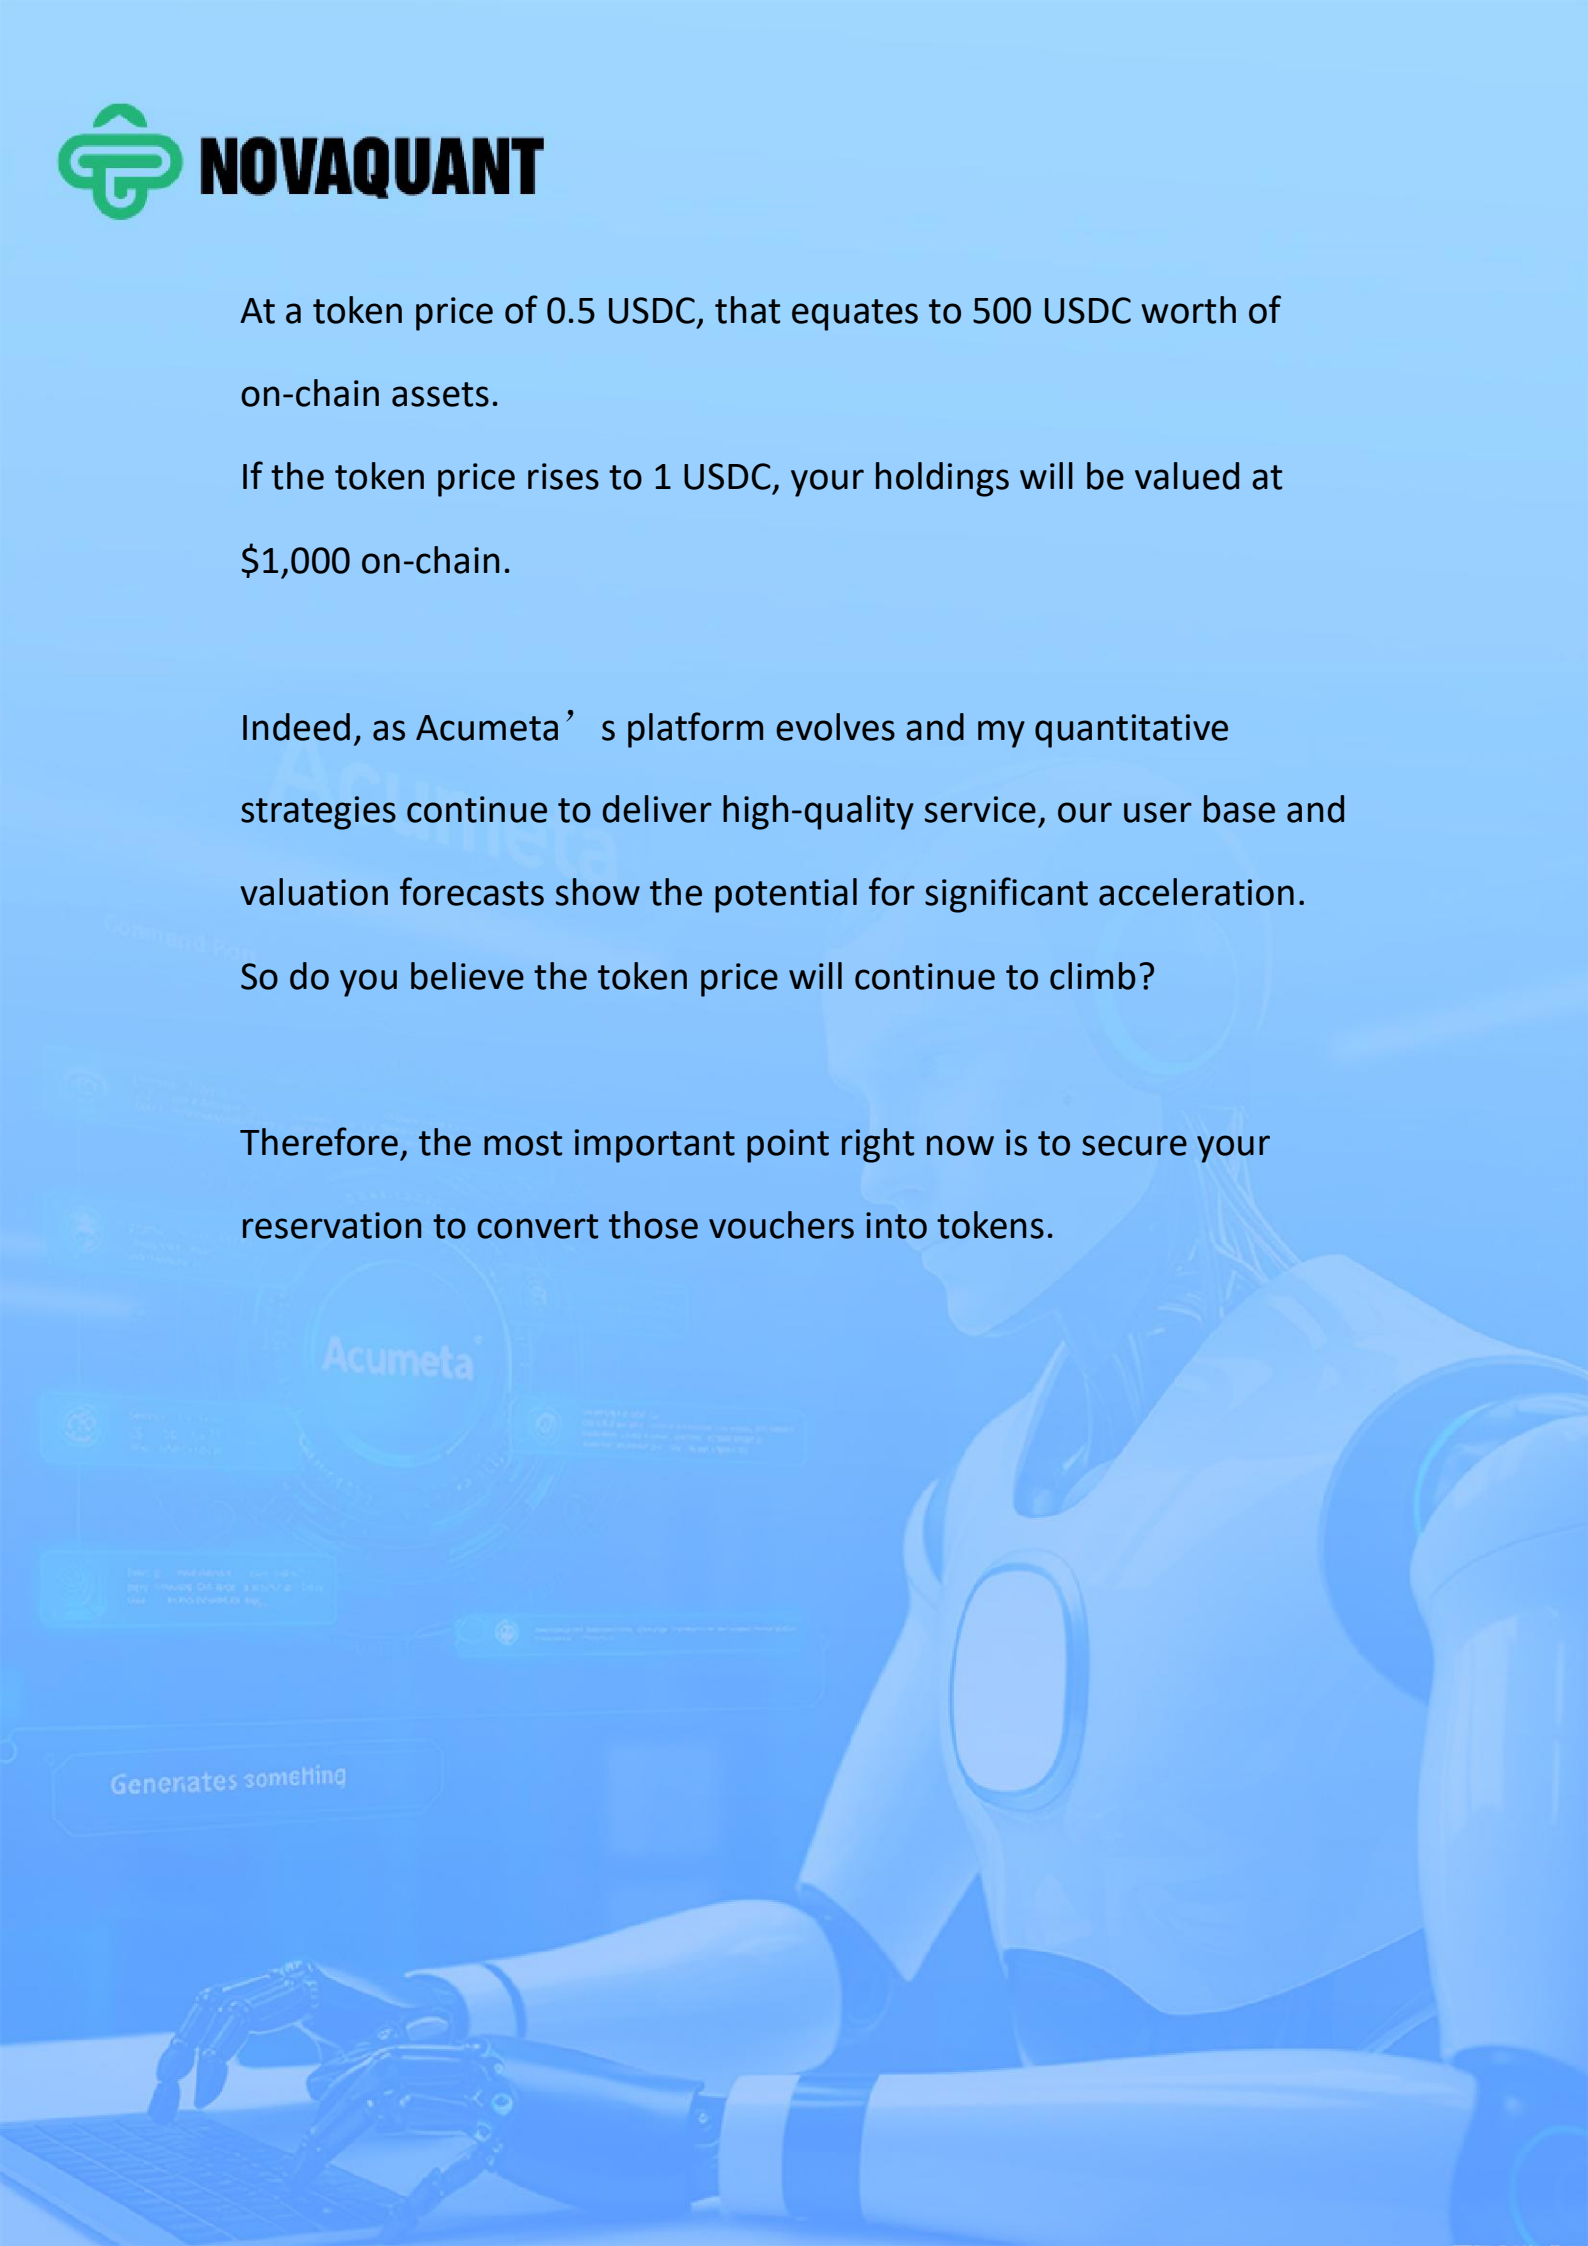 NOVAQUANT
At a token price of 0.5 USDC, that equates to 500 USDC worth of
on-chain assets.
If the token price rises to 1 USDC, your holdings will be valued at
$1,000 on-chain.
Indeed, as Acumeta’s platform evolves and my quantitative
strategies continue to deliver high-quality service, our user base and
valuation forecasts show the potential for significant acceleration.
So do you believe the token price will continue to climb?
Therefore, the most important point right now is to secure your
reservation to convert those vouchers into tokens.
Acumeta
Acumeta
Generates something